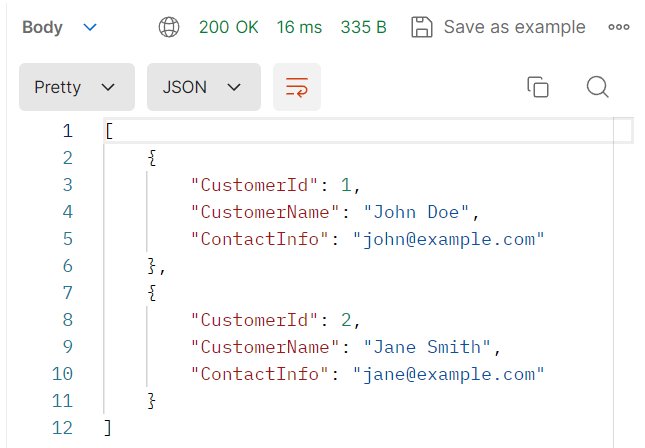 Body 200 OK 16 ms 335 B Save as example
Pretty JSON
1 [
2 {
3 "CustomerId": 1,
4 "CustomerName": "John Doe",
5 "ContactInfo": "john@example.com"
6 },
7 {
8 "CustomerId": 2,
9 "CustomerName": "Jane Smith",
10 "ContactInfo": "jane@example.com"
11 }
12 ]